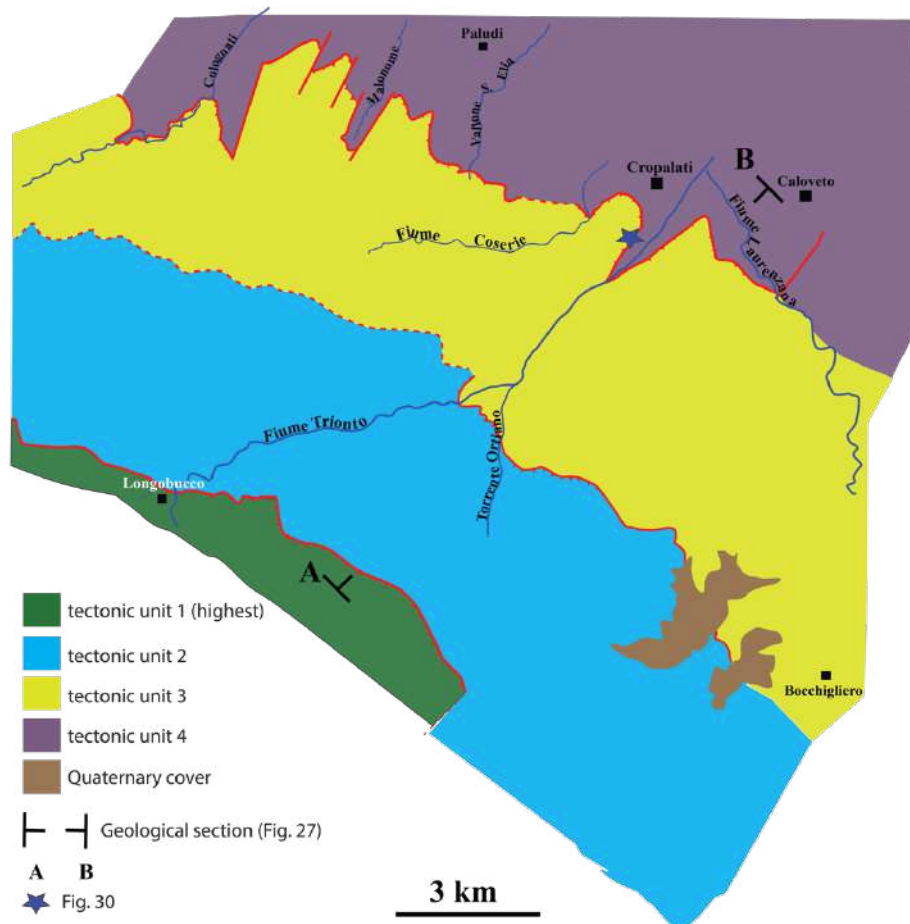 Paludi
Colognati
Malonome
Vallone S. Elia
Cropalati
B
Caloveto
Fiume Laurenzana
Fiume Coserie
Fiume Trionto
Torrente Ortiano
Longobucco
A
Bocchigliero
tectonic unit 1 (highest)
tectonic unit 2
tectonic unit 3
tectonic unit 4
Quaternary cover
Geological section (Fig. 27)
A B
Fig. 30
3 km